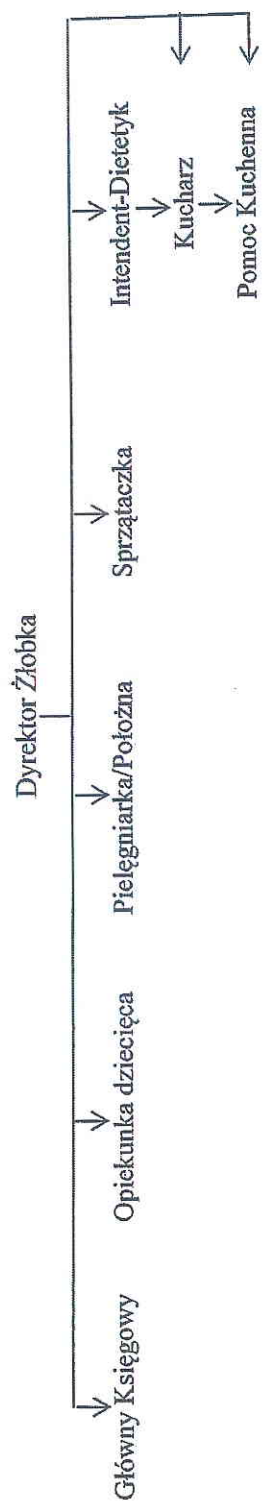 Dyrektor Żłobka
Główny Księgowy
Opiekunka dziecięca
Pielęgniarka/Położna
Sprzątaczka
Intendent-Dietetyk
Kucharz
Pomoc Kuchenna